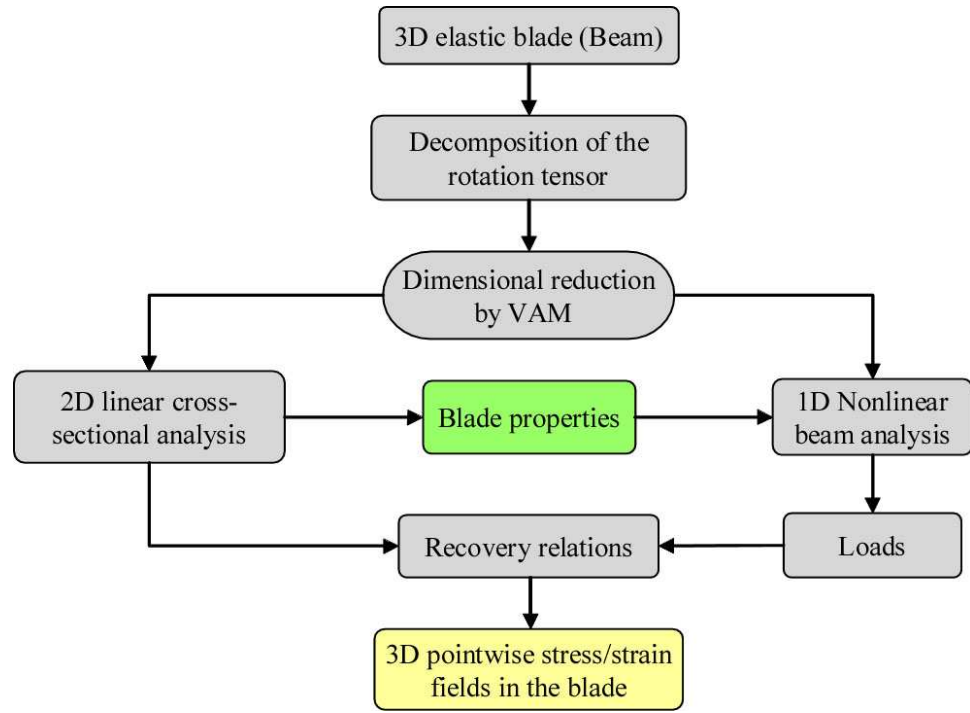 3D elastic blade (Beam)
Decomposition of the
rotation tensor
Dimensional reduction
by VAM
2D linear cross-
sectional analysis
Blade properties
1D Nonlinear
beam analysis
Recovery relations
Loads
3D pointwise stress/strain
fields in the blade